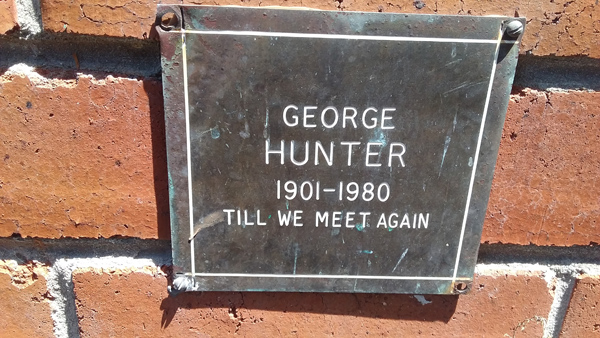 GEORGE
HUNTER
1901-1980
TILL WE MEET AGAIN